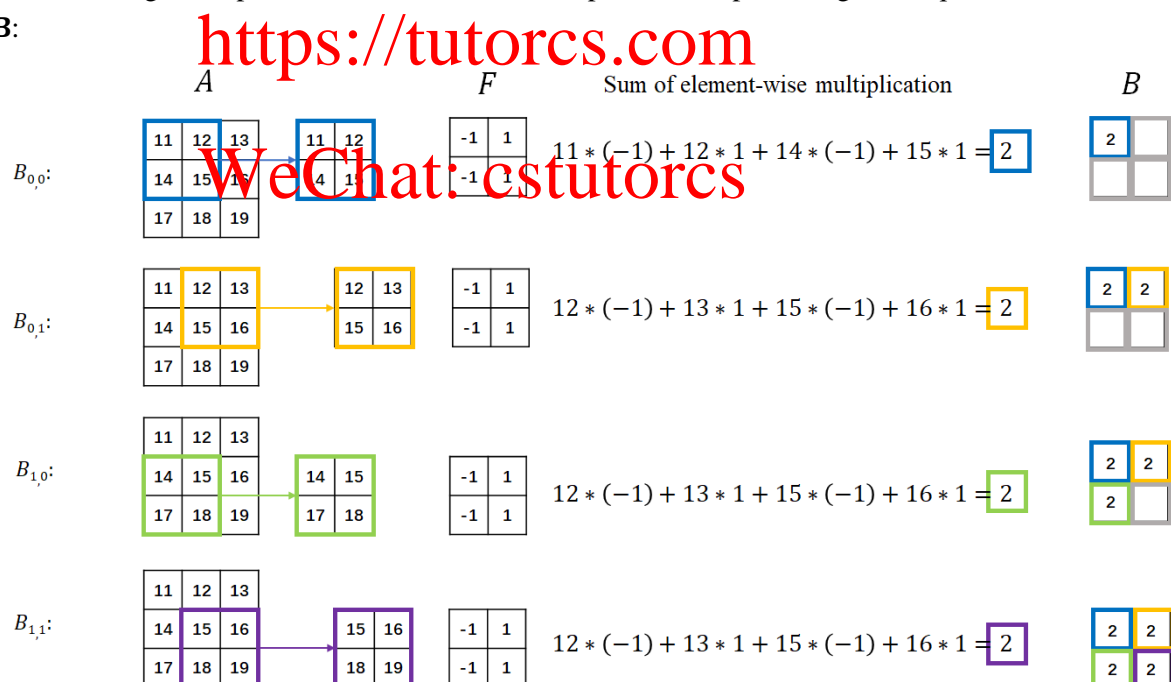 B:
https://tutorcs.com
A F Sum of element-wise multiplication B
B0,0:
11 12 13
14 15 16
17 18 19
11 12
14 15
-1 1
-1 1
11 * (−1) + 12 * 1 + 14 * (−1) + 15 * 1 = 2
2
WeChat: cstutorcs
B0,1:
11 12 13
14 15 16
17 18 19
12 13
15 16
-1 1
-1 1
12 * (−1) + 13 * 1 + 15 * (−1) + 16 * 1 = 2
2 2
B1,0:
11 12 13
14 15 16
17 18 19
14 15
17 18
-1 1
-1 1
12 * (−1) + 13 * 1 + 15 * (−1) + 16 * 1 = 2
2 2
2
B1,1:
11 12 13
14 15 16
17 18 19
15 16
18 19
-1 1
-1 1
12 * (−1) + 13 * 1 + 15 * (−1) + 16 * 1 = 2
2 2
2 2